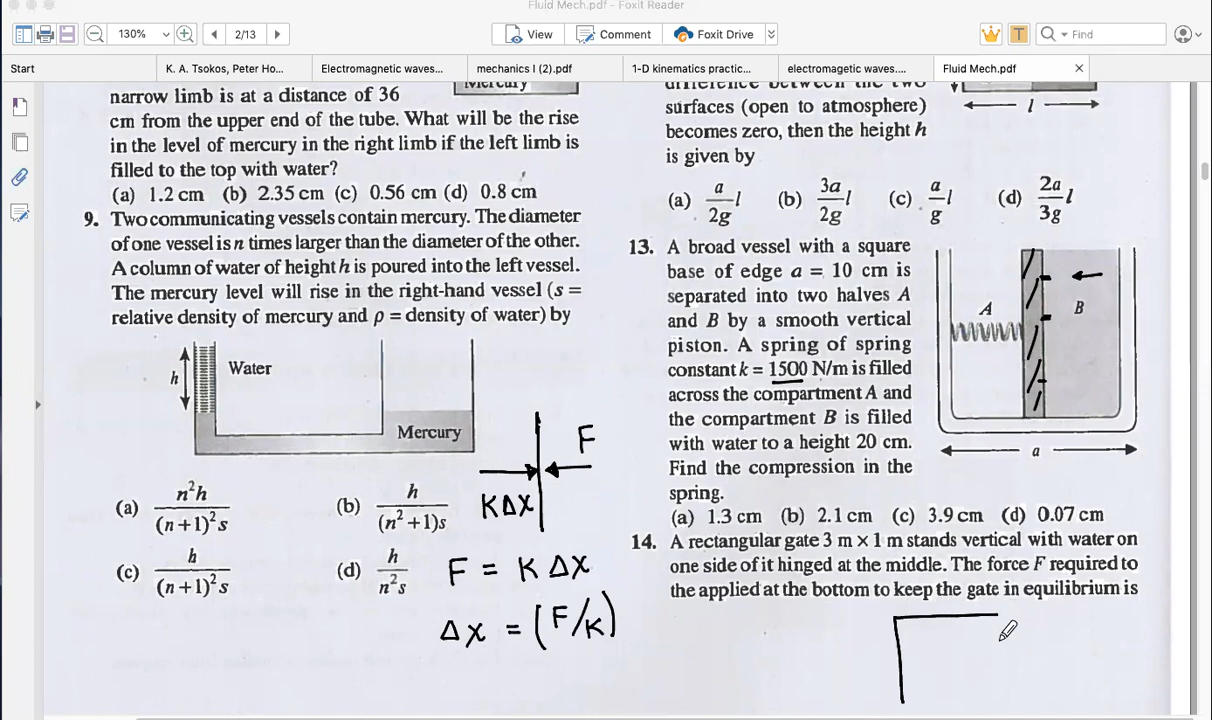 Fluid Mech.pdf - Foxit Reader
130% 2/13 View Comment Foxit Drive T Find
Start K. A. Tsokos, Peter Ho... Electromagnetic waves... mechanics I (2).pdf 1-D kinematics practic... electromagetic waves.... Fluid Mech.pdf
narrow limb is at a distance of 36
cm from the upper end of the tube. What will be the rise
in the level of mercury in the right limb if the left limb is
filled to the top with water?
(a) 1.2 cm (b) 2.35 cm (c) 0.56 cm (d) 0.8 cm
Mercury
9. Two communicating vessels contain mercury. The diameter
of one vessel is n times larger than the diameter of the other.
A column of water of height h is poured into the left vessel.
The mercury level will rise in the right-hand vessel (s =
relative density of mercury and ρ = density of water) by
h Water
Mercury
(a) n²h/(n+1)²s (b) h/(n²+1)s
(c) h/(n+1)²s (d) h/n²s
F
KΔX
F = K ΔX
ΔX = (F/K)
difference between the two
surfaces (open to atmosphere)
becomes zero, then the height h
is given by
l
(a) a/2g l (b) 3a/2g l (c) a/g l (d) 2a/3g l
13. A broad vessel with a square
base of edge a = 10 cm is
separated into two halves A
and B by a smooth vertical
piston. A spring of spring
constant k = 1500 N/m is filled
across the compartment A and
the compartment B is filled
with water to a height 20 cm.
Find the compression in the
spring.
A B
a
(a) 1.3 cm (b) 2.1 cm (c) 3.9 cm (d) 0.07 cm
14. A rectangular gate 3 m × 1 m stands vertical with water on
one side of it hinged at the middle. The force F required to
the applied at the bottom to keep the gate in equilibrium is